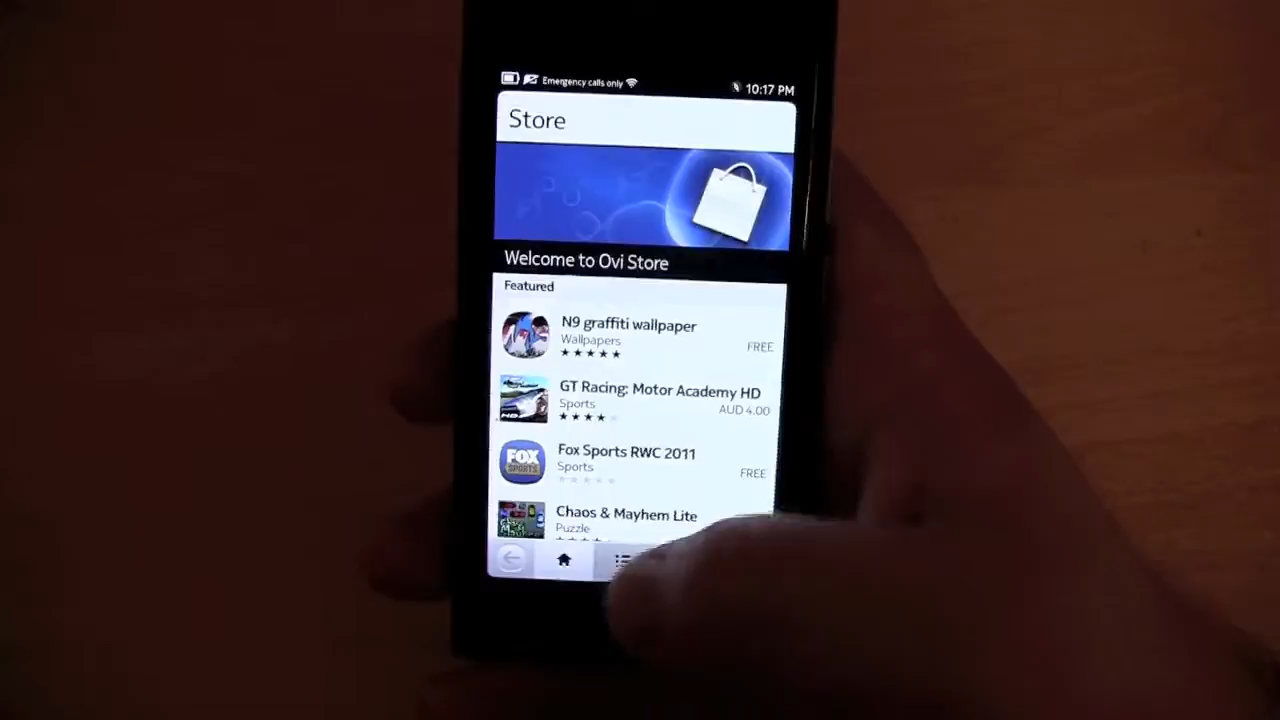 Emergency calls only
10:17 PM
Store
Welcome to Ovi Store
Featured
N9 graffiti wallpaper
Wallpapers
FREE
GT Racing: Motor Academy HD
Sports
AUD 4.00
HD
Fox Sports RWC 2011
Sports
FREE
FOX
SPORTS
Chaos & Mayhem Lite
Puzzle